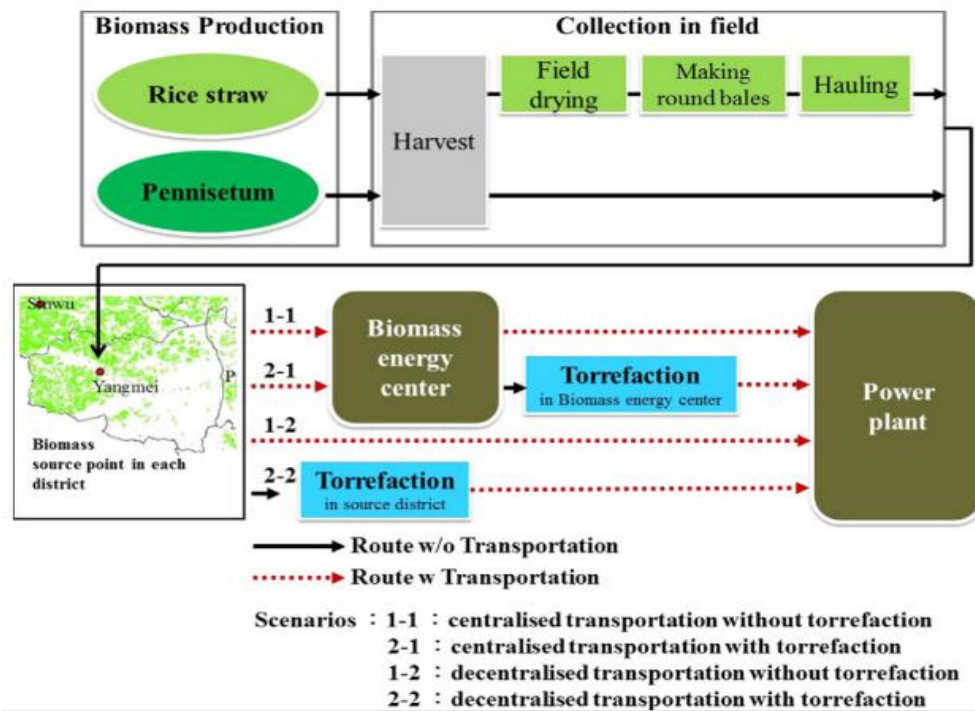 Biomass Production
Collection in field
Rice straw
Pennisetum
Harvest
Field
drying
Making
round bales
Hauling
Sinwu
Yangmei
P
Biomass
source point in each
district
1-1
2-1
1-2
2-2
Biomass
energy
center
Torrefaction
in Biomass energy center
Torrefaction
in source district
Power
plant
Route w/o Transportation
Route w Transportation
Scenarios : 1-1 : centralised transportation without torrefaction
2-1 : centralised transportation with torrefaction
1-2 : decentralised transportation without torrefaction
2-2 : decentralised transportation with torrefaction